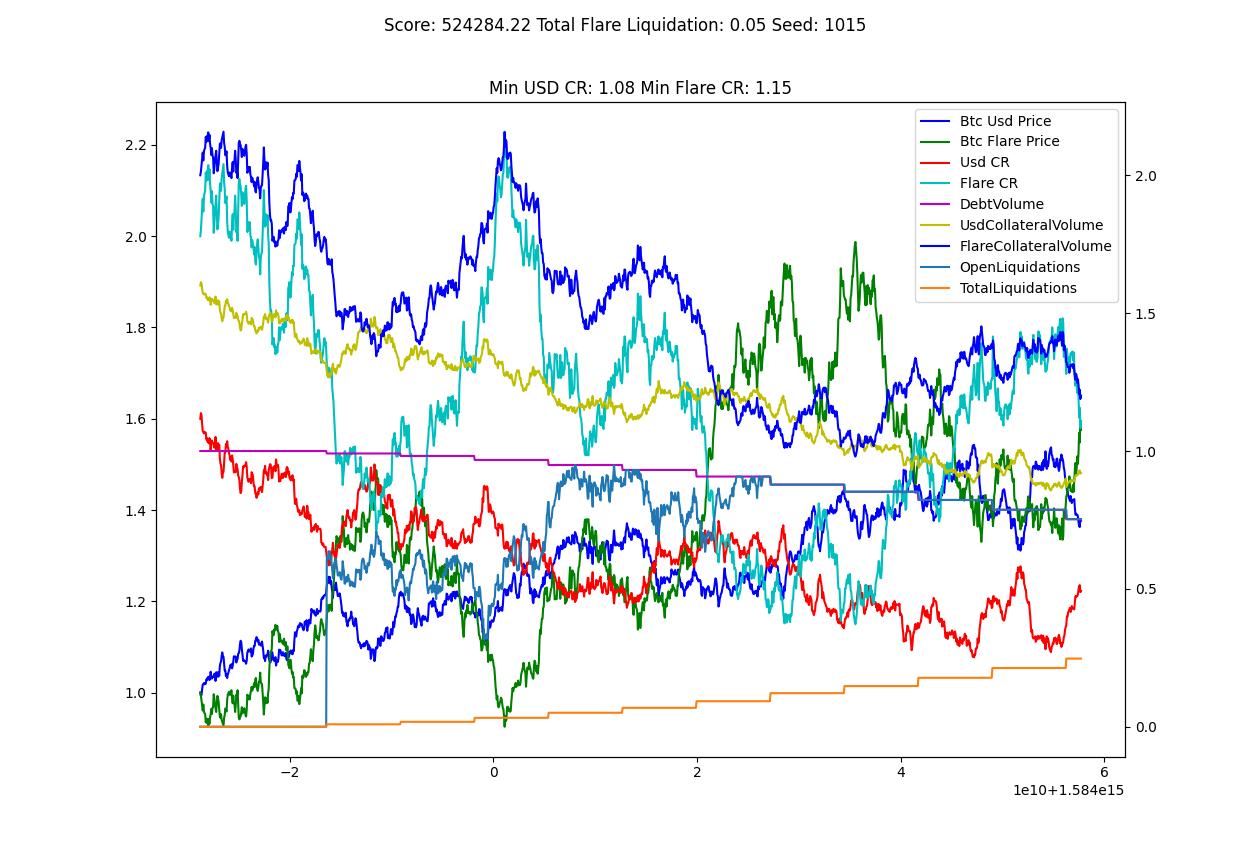 Score: 524284.22 Total Flare Liquidation: 0.05 Seed: 1015
Min USD CR: 1.08 Min Flare CR: 1.15
Btc Usd Price
Btc Flare Price
Usd CR
Flare CR
DebtVolume
UsdCollateralVolume
FlareCollateralVolume
OpenLiquidations
TotalLiquidations
2.2
2.0
1.8
1.6
1.4
1.2
1.0
2.0
1.5
1.0
0.5
0.0
−2
0
2
4
6
1e10+1.584e15